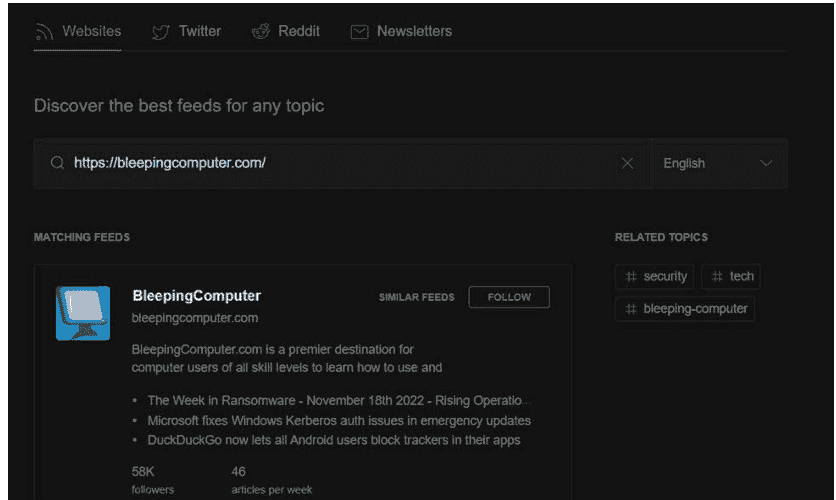 Websites Twitter Reddit Newsletters
Discover the best feeds for any topic
https://bleepingcomputer.com/ English
MATCHING FEEDS
BleepingComputer SIMILAR FEEDS FOLLOW
bleepingcomputer.com
BleepingComputer.com is a premier destination for
computer users of all skill levels to learn how to use and
• The Week in Ransomware - November 18th 2022 - Rising Operatio...
• Microsoft fixes Windows Kerberos auth issues in emergency updates
• DuckDuckGo now lets all Android users block trackers in their apps
58K 46
followers articles per week
RELATED TOPICS
# security # tech
# bleeping-computer